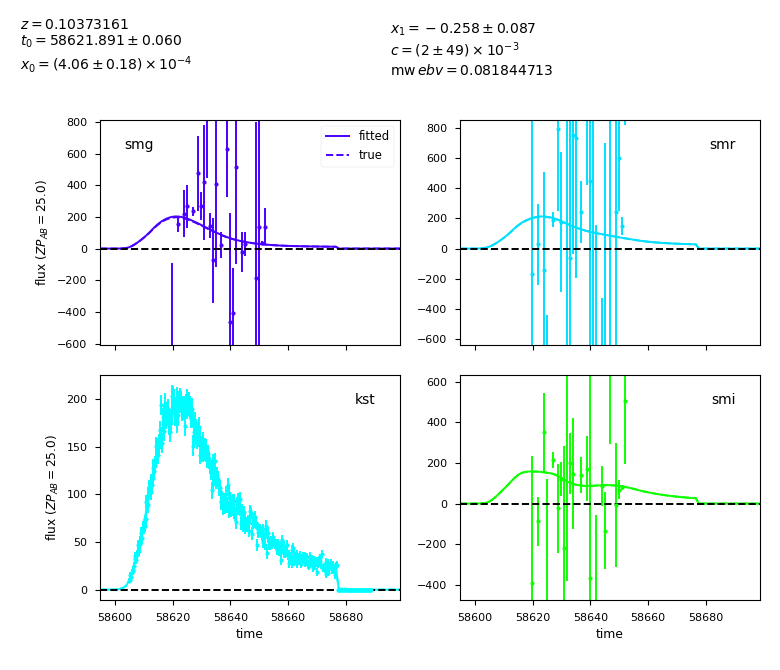 z = 0.10373161
t₀ = 58621.891 ± 0.060
x₀ = (4.06 ± 0.18) × 10⁻⁴
x₁ = −0.258 ± 0.087
c = (2 ± 49) × 10⁻³
mw ebv = 0.081844713
smg
fitted
true
800
600
400
200
0
−200
−400
−600
flux (ZP_AB = 25.0)
smr
800
600
400
200
0
−200
−400
−600
kst
200
150
100
50
0
flux (ZP_AB = 25.0)
58600 58620 58640 58660 58680
time
smi
600
400
200
0
−200
−400
58600 58620 58640 58660 58680
time